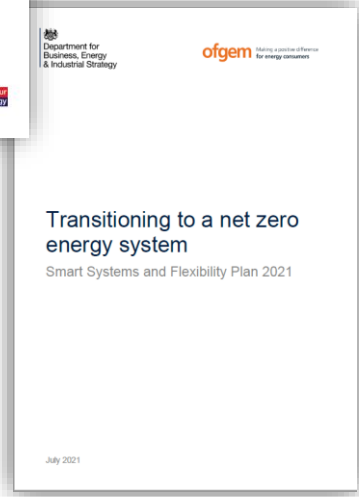 Department for
Business, Energy
& Industrial Strategy
ofgem Making a positive difference
for energy consumers
Transitioning to a net zero
energy system
Smart Systems and Flexibility Plan 2021
July 2021